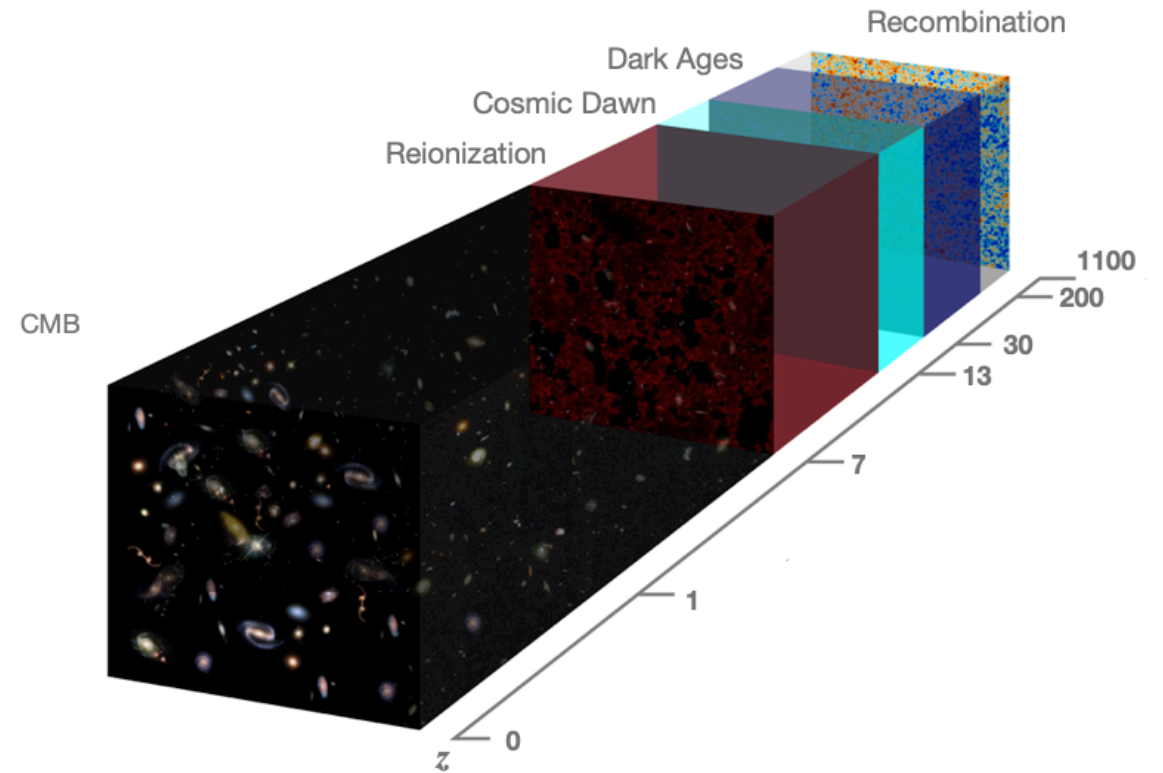 Recombination
Dark Ages
Cosmic Dawn
Reionization
CMB
1100
200
30
13
7
1
0
z